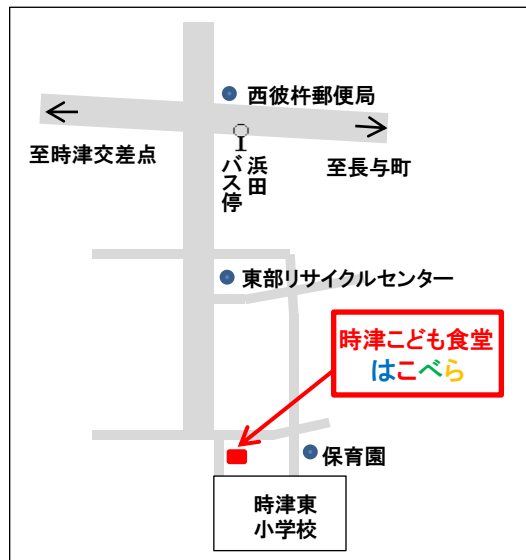 西彼杵郵便局
至時津交差点
浜田
バス停
至長与町
東部リサイクルセンター
時津こども食堂
はこべら
保育園
時津東
小学校